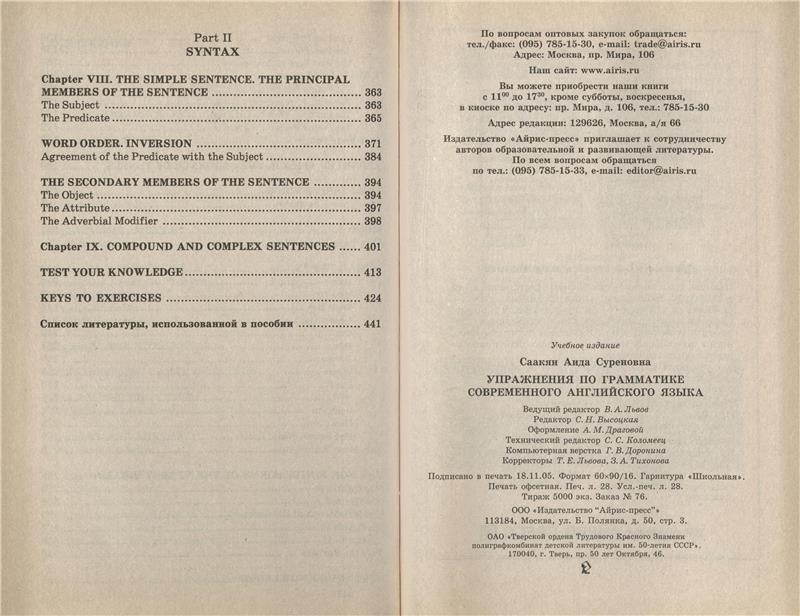 Part II
SYNTAX
Chapter VIII. THE SIMPLE SENTENCE. THE PRINCIPAL
MEMBERS OF THE SENTENCE ........................................ 363
The Subject ........................................ 363
The Predicate ........................................ 365
WORD ORDER. INVERSION ........................................ 371
Agreement of the Predicate with the Subject ........................ 384
THE SECONDARY MEMBERS OF THE SENTENCE ............ 394
The Object ........................................ 394
The Attribute ........................................ 397
The Adverbial Modifier ........................................ 398
Chapter IX. COMPOUND AND COMPLEX SENTENCES ...... 401
TEST YOUR KNOWLEDGE ........................................ 413
KEYS TO EXERCISES ........................................ 424
Список литературы, использованной в пособии ................. 441
По вопросам оптовых закупок обращаться:
тел./факс: (095) 785-15-30, e-mail: trade@airis.ru
Адрес: Москва, пр. Мира, 106
Наш сайт: www.airis.ru
Вы можете приобрести наши книги
с 11⁰⁰ до 17³⁰, кроме субботы, воскресенья,
в киоске по адресу: пр. Мира, д. 106, тел.: 785-15-30
Адрес редакции: 129626, Москва, а/я 66
Издательство «Айрис-пресс» приглашает к сотрудничеству
авторов образовательной и развивающей литературы.
По всем вопросам обращаться
по тел.: (095) 785-15-33, e-mail: editor@airis.ru
Учебное издание
Саакян Аида Суреновна
УПРАЖНЕНИЯ ПО ГРАММАТИКЕ
СОВРЕМЕННОГО АНГЛИЙСКОГО ЯЗЫКА
Ведущий редактор В. А. Львов
Редактор С. Н. Высоцкая
Оформление А. М. Драговой
Технический редактор С. С. Коломеец
Компьютерная верстка Г. В. Доронина
Корректоры Т. Е. Львова, З. А. Тихонова
Подписано в печать 18.11.05. Формат 60×90/16. Гарнитура «Школьная».
Печать офсетная. Печ. л. 28. Усл.-печ. л. 28.
Тираж 5000 экз. Заказ № 76.
ООО «Издательство “Айрис-пресс”»
113184, Москва, ул. Б. Полянка, д. 50, стр. 3.
ОАО «Тверской ордена Трудового Красного Знамени
полиграфкомбинат детской литературы им. 50-летия СССР».
170040, г. Тверь, пр. 50 лет Октября, 46.